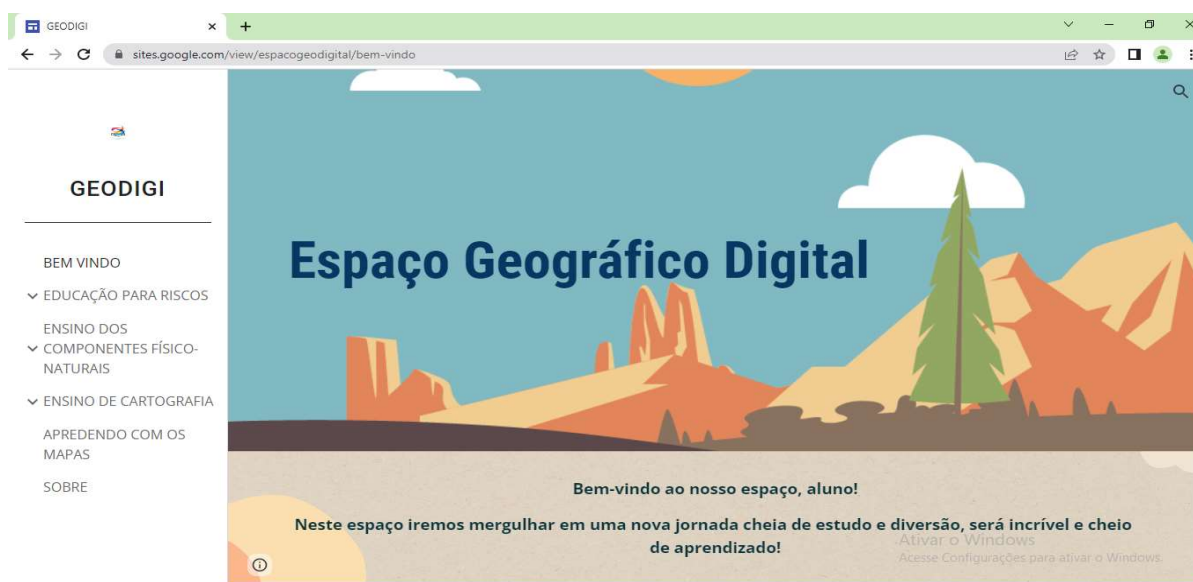 GEODIGI
sites.google.com/view/espacogeodigital/bem-vindo
GEODIGI
BEM VINDO
EDUCAÇÃO PARA RISCOS
ENSINO DOS
COMPONENTES FÍSICO-
NATURAIS
ENSINO DE CARTOGRAFIA
APREDENDO COM OS
MAPAS
SOBRE
Espaço Geográfico Digital
Bem-vindo ao nosso espaço, aluno!
Neste espaço iremos mergulhar em uma nova jornada cheia de estudo e diversão, será incrível e cheio
de aprendizado!
Ativar o Windows
Acesse Configurações para ativar o Windows.